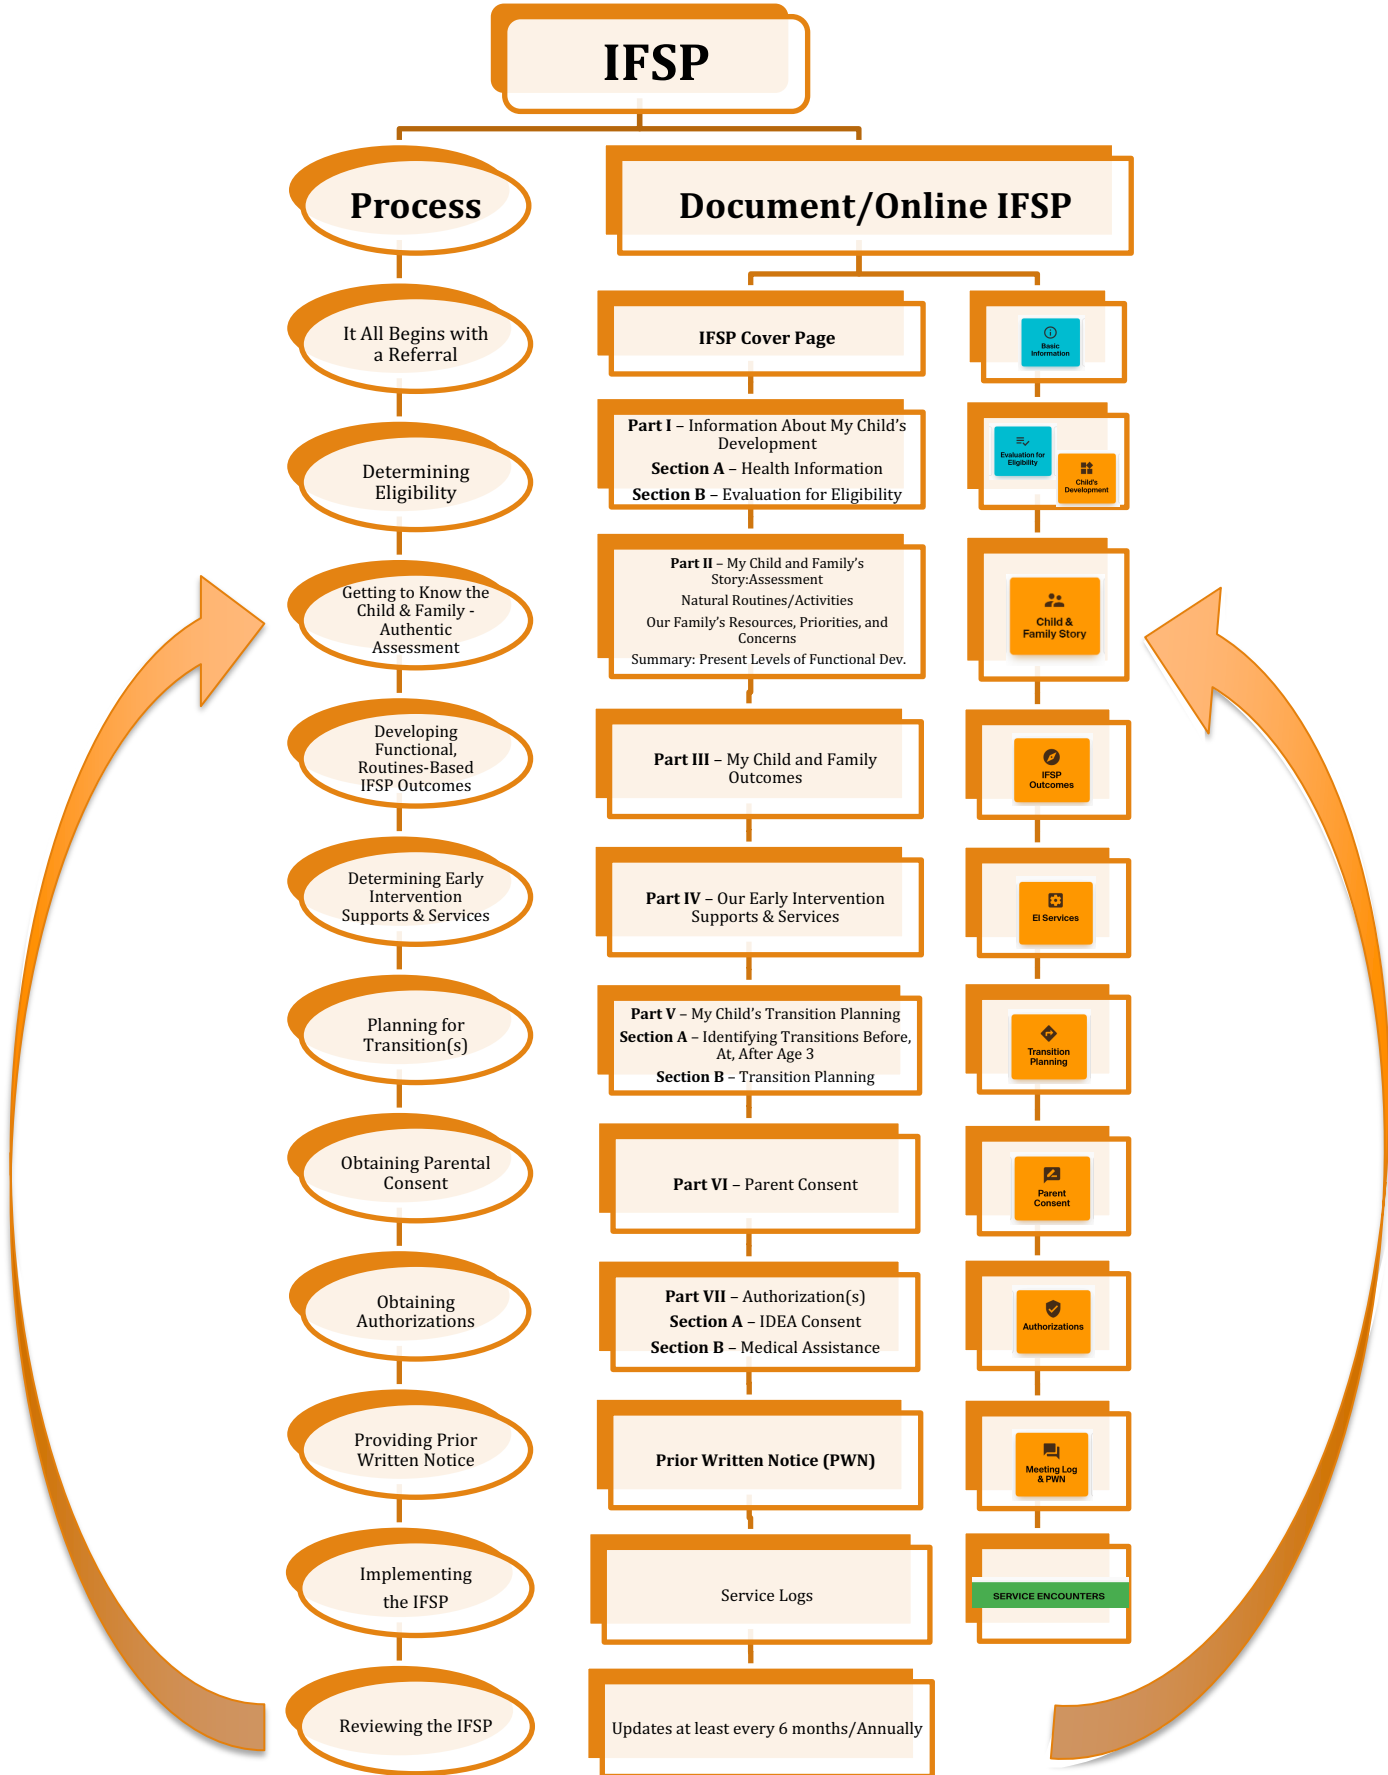 IFSP
Process
Document/Online IFSP
It All Begins with
a Referral
IFSP Cover Page
Basic
Information
Determining
Eligibility
Part I – Information About My Child's
Development
Section A – Health Information
Section B – Evaluation for Eligibility
Evaluation for
Eligibility
Child's
Development
Getting to Know the
Child & Family -
Authentic
Assessment
Part II – My Child and Family's
Story:Assessment
Natural Routines/Activities
Our Family's Resources, Priorities, and
Concerns
Summary: Present Levels of Functional Dev.
Child &
Family Story
Developing
Functional,
Routines-Based
IFSP Outcomes
Part III – My Child and Family
Outcomes
IFSP
Outcomes
Determining Early
Intervention
Supports & Services
Part IV – Our Early Intervention
Supports & Services
EI Services
Planning for
Transition(s)
Part V – My Child's Transition Planning
Section A – Identifying Transitions Before,
At, After Age 3
Section B – Transition Planning
Transition
Planning
Obtaining Parental
Consent
Part VI – Parent Consent
Parent
Consent
Obtaining
Authorizations
Part VII – Authorization(s)
Section A – IDEA Consent
Section B – Medical Assistance
Authorizations
Providing Prior
Written Notice
Prior Written Notice (PWN)
Meeting Log
& PWN
Implementing
the IFSP
Service Logs
SERVICE ENCOUNTERS
Reviewing the IFSP
Updates at least every 6 months/Annually